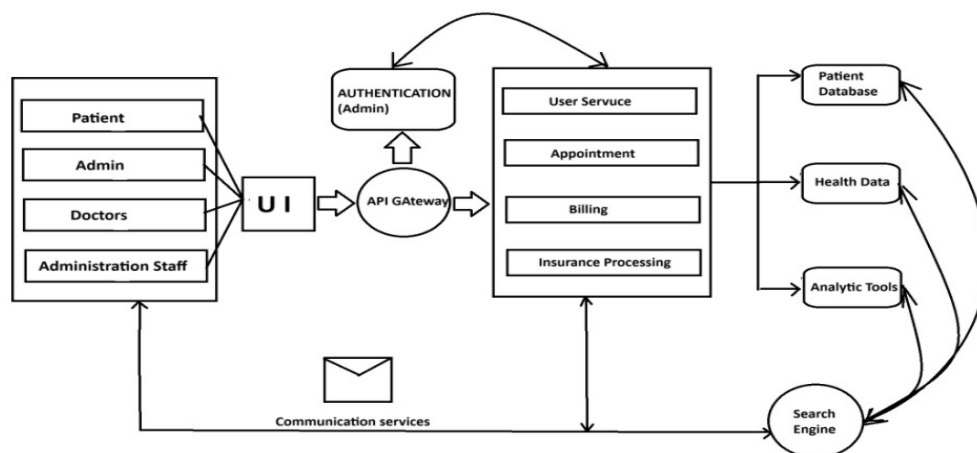 Patient
Admin
Doctors
Administration Staff
UI
AUTHENTICATION
(Admin)
API GAteway
User Servuce
Appointment
Billing
Insurance Processing
Patient
Database
Health Data
Analytic Tools
Communication services
Search
Engine